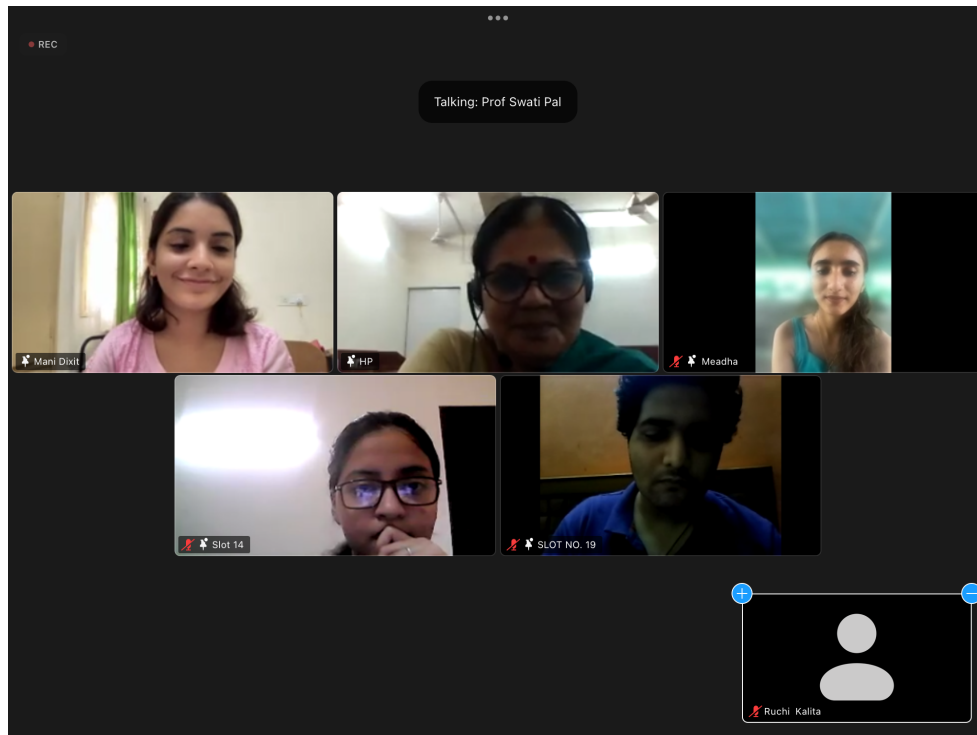 REC
Talking: Prof Swati Pal
Mani Dixit
HP
Meadha
Slot 14
SLOT NO. 19
Ruchi Kalita